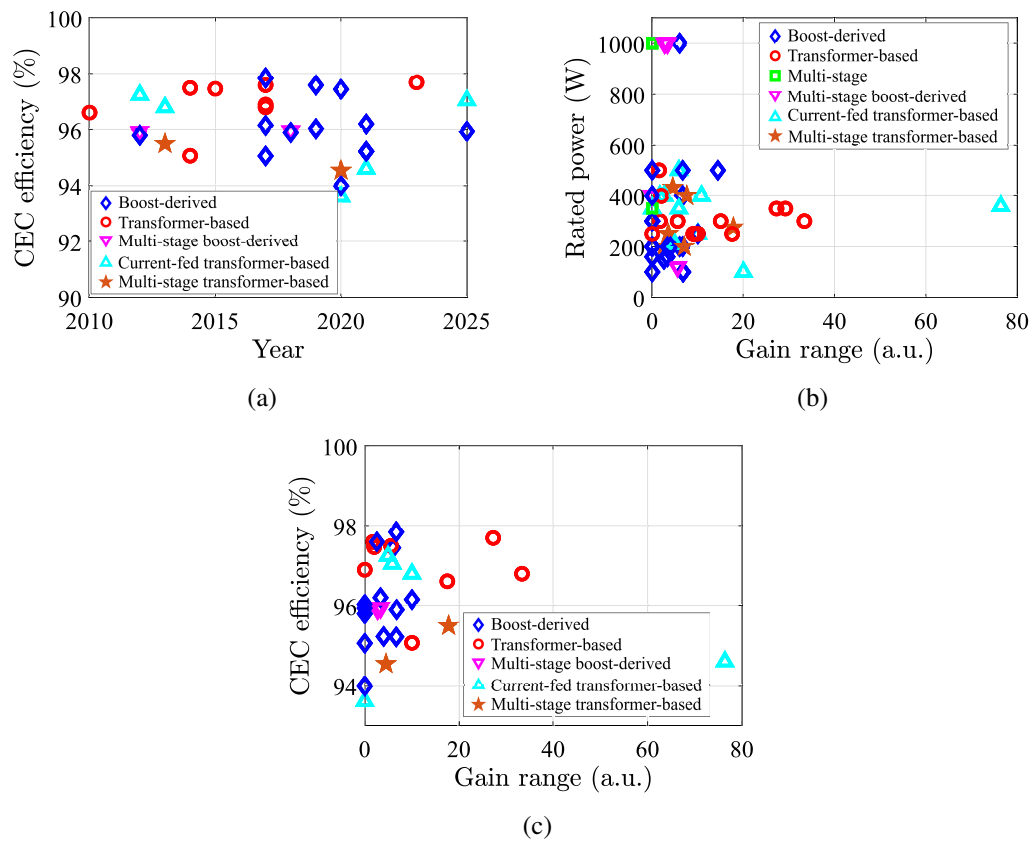 100
98
96
94
92
90
CEC efficiency (%)
Boost-derived
Transformer-based
Multi-stage boost-derived
Current-fed transformer-based
Multi-stage transformer-based
2010
2015
2020
2025
Year
(a)
1000
800
600
400
200
0
Rated power (W)
Boost-derived
Transformer-based
Multi-stage
Multi-stage boost-derived
Current-fed transformer-based
Multi-stage transformer-based
0
20
40
60
80
Gain range (a.u.)
(b)
100
98
96
94
CEC efficiency (%)
Boost-derived
Transformer-based
Multi-stage boost-derived
Current-fed transformer-based
Multi-stage transformer-based
0
20
40
60
80
Gain range (a.u.)
(c)